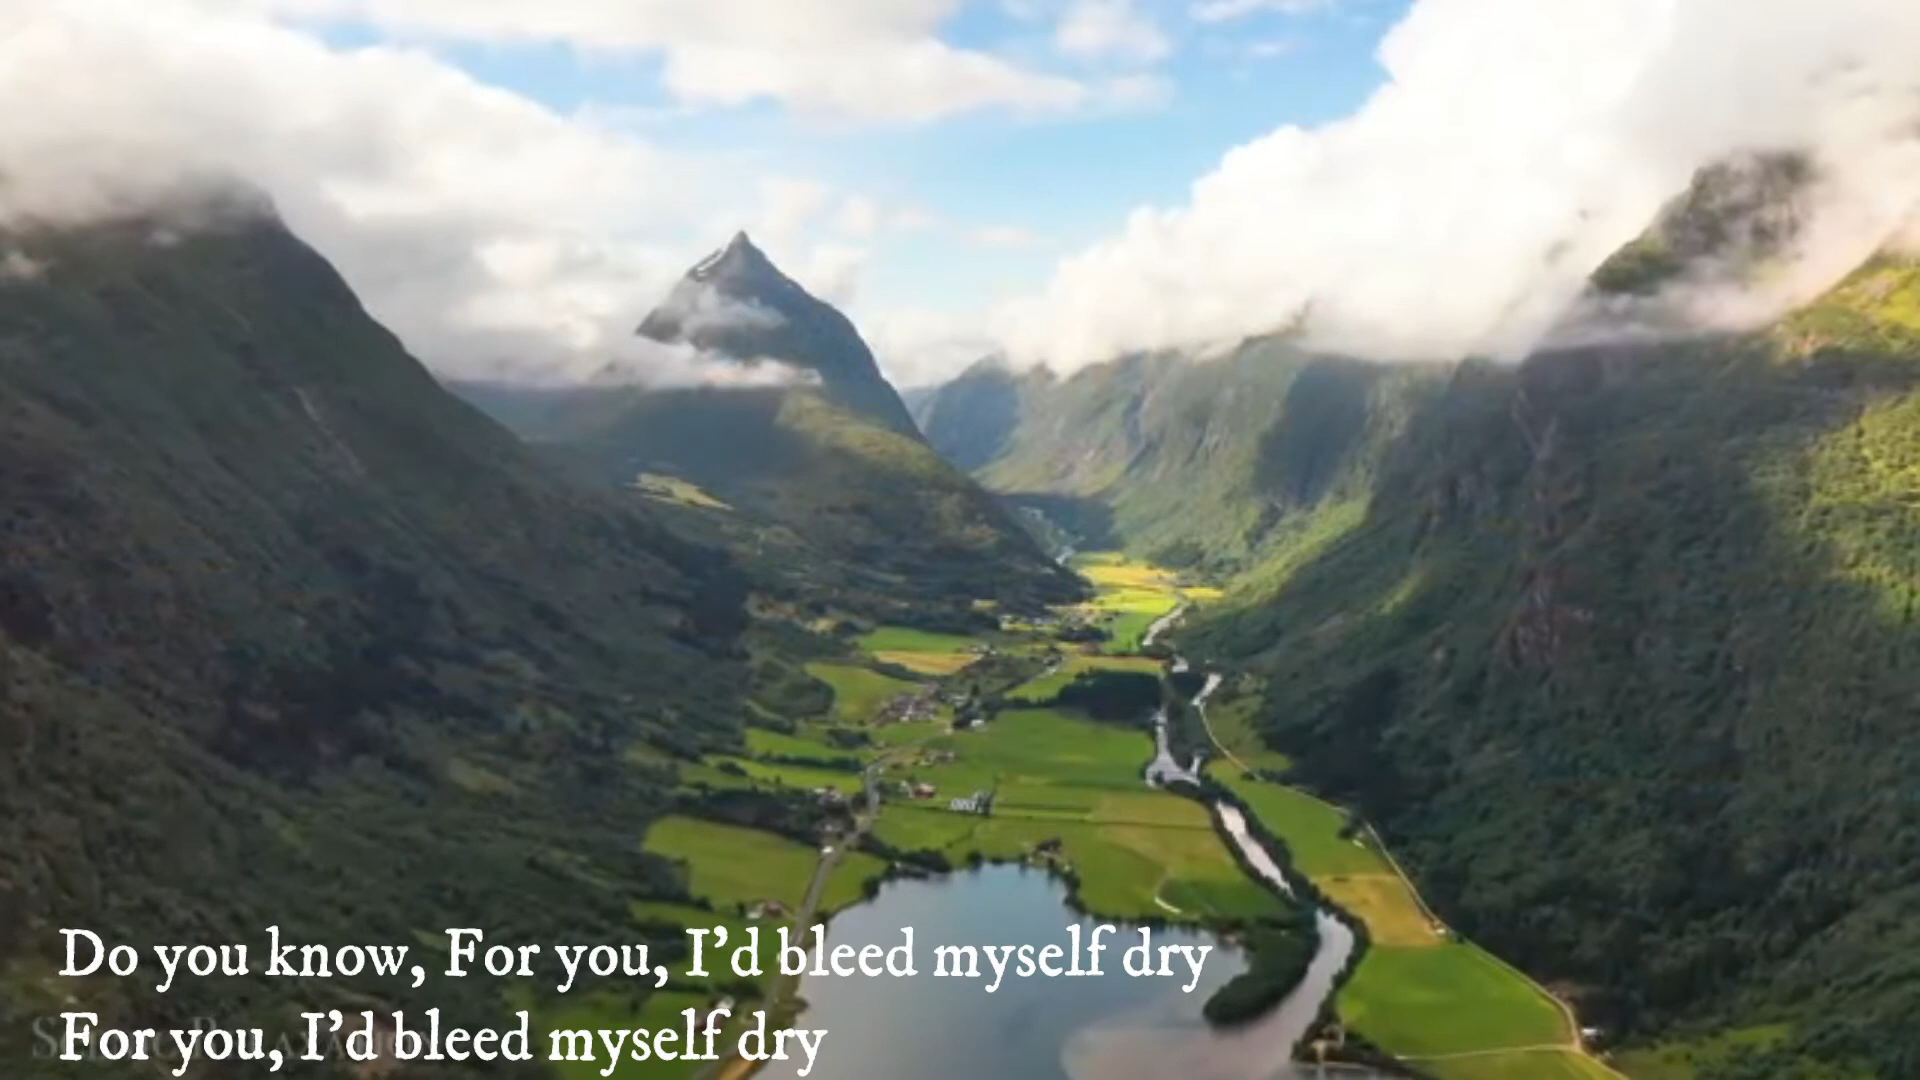 Do you know, For you, I'd bleed myself dry
For you, I'd bleed myself dry